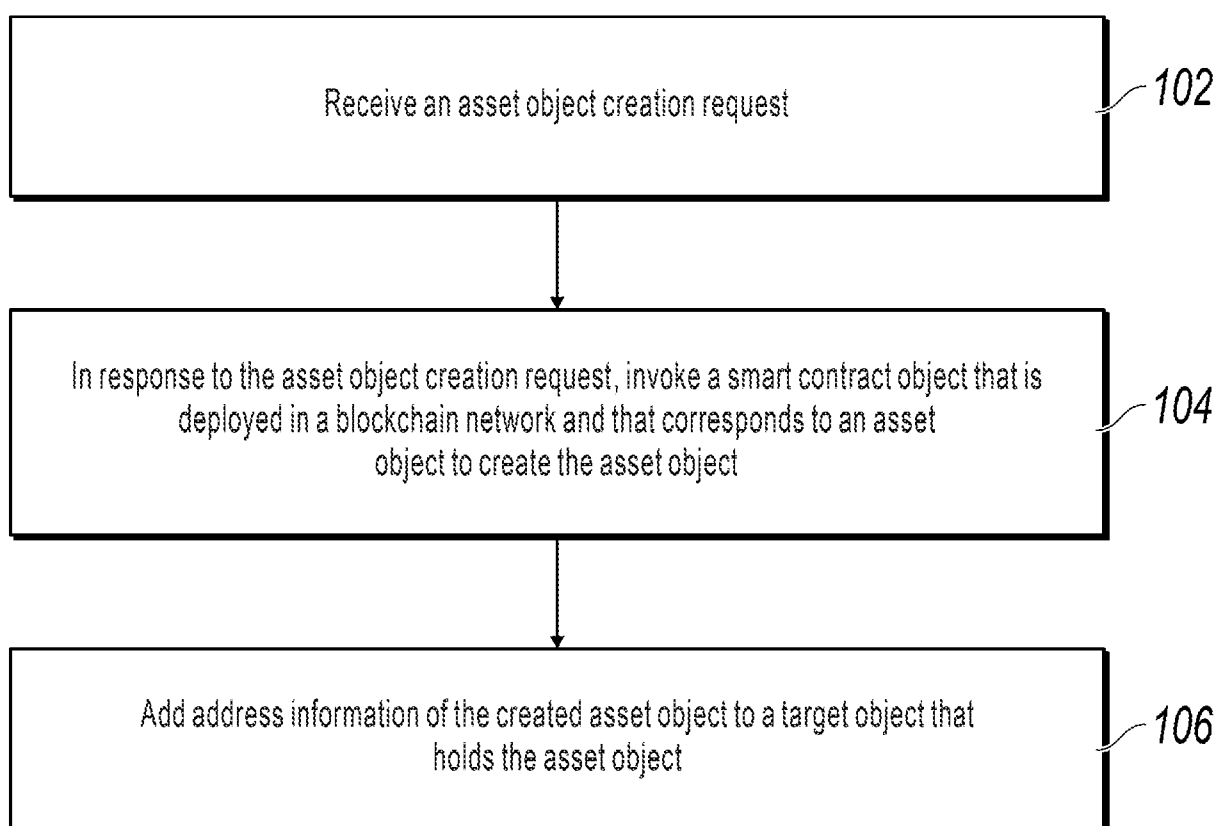 Receive an asset object creation request
102
In response to the asset object creation request, invoke a smart contract object that is
deployed in a blockchain network and that corresponds to an asset
object to create the asset object
104
Add address information of the created asset object to a target object that
holds the asset object
106